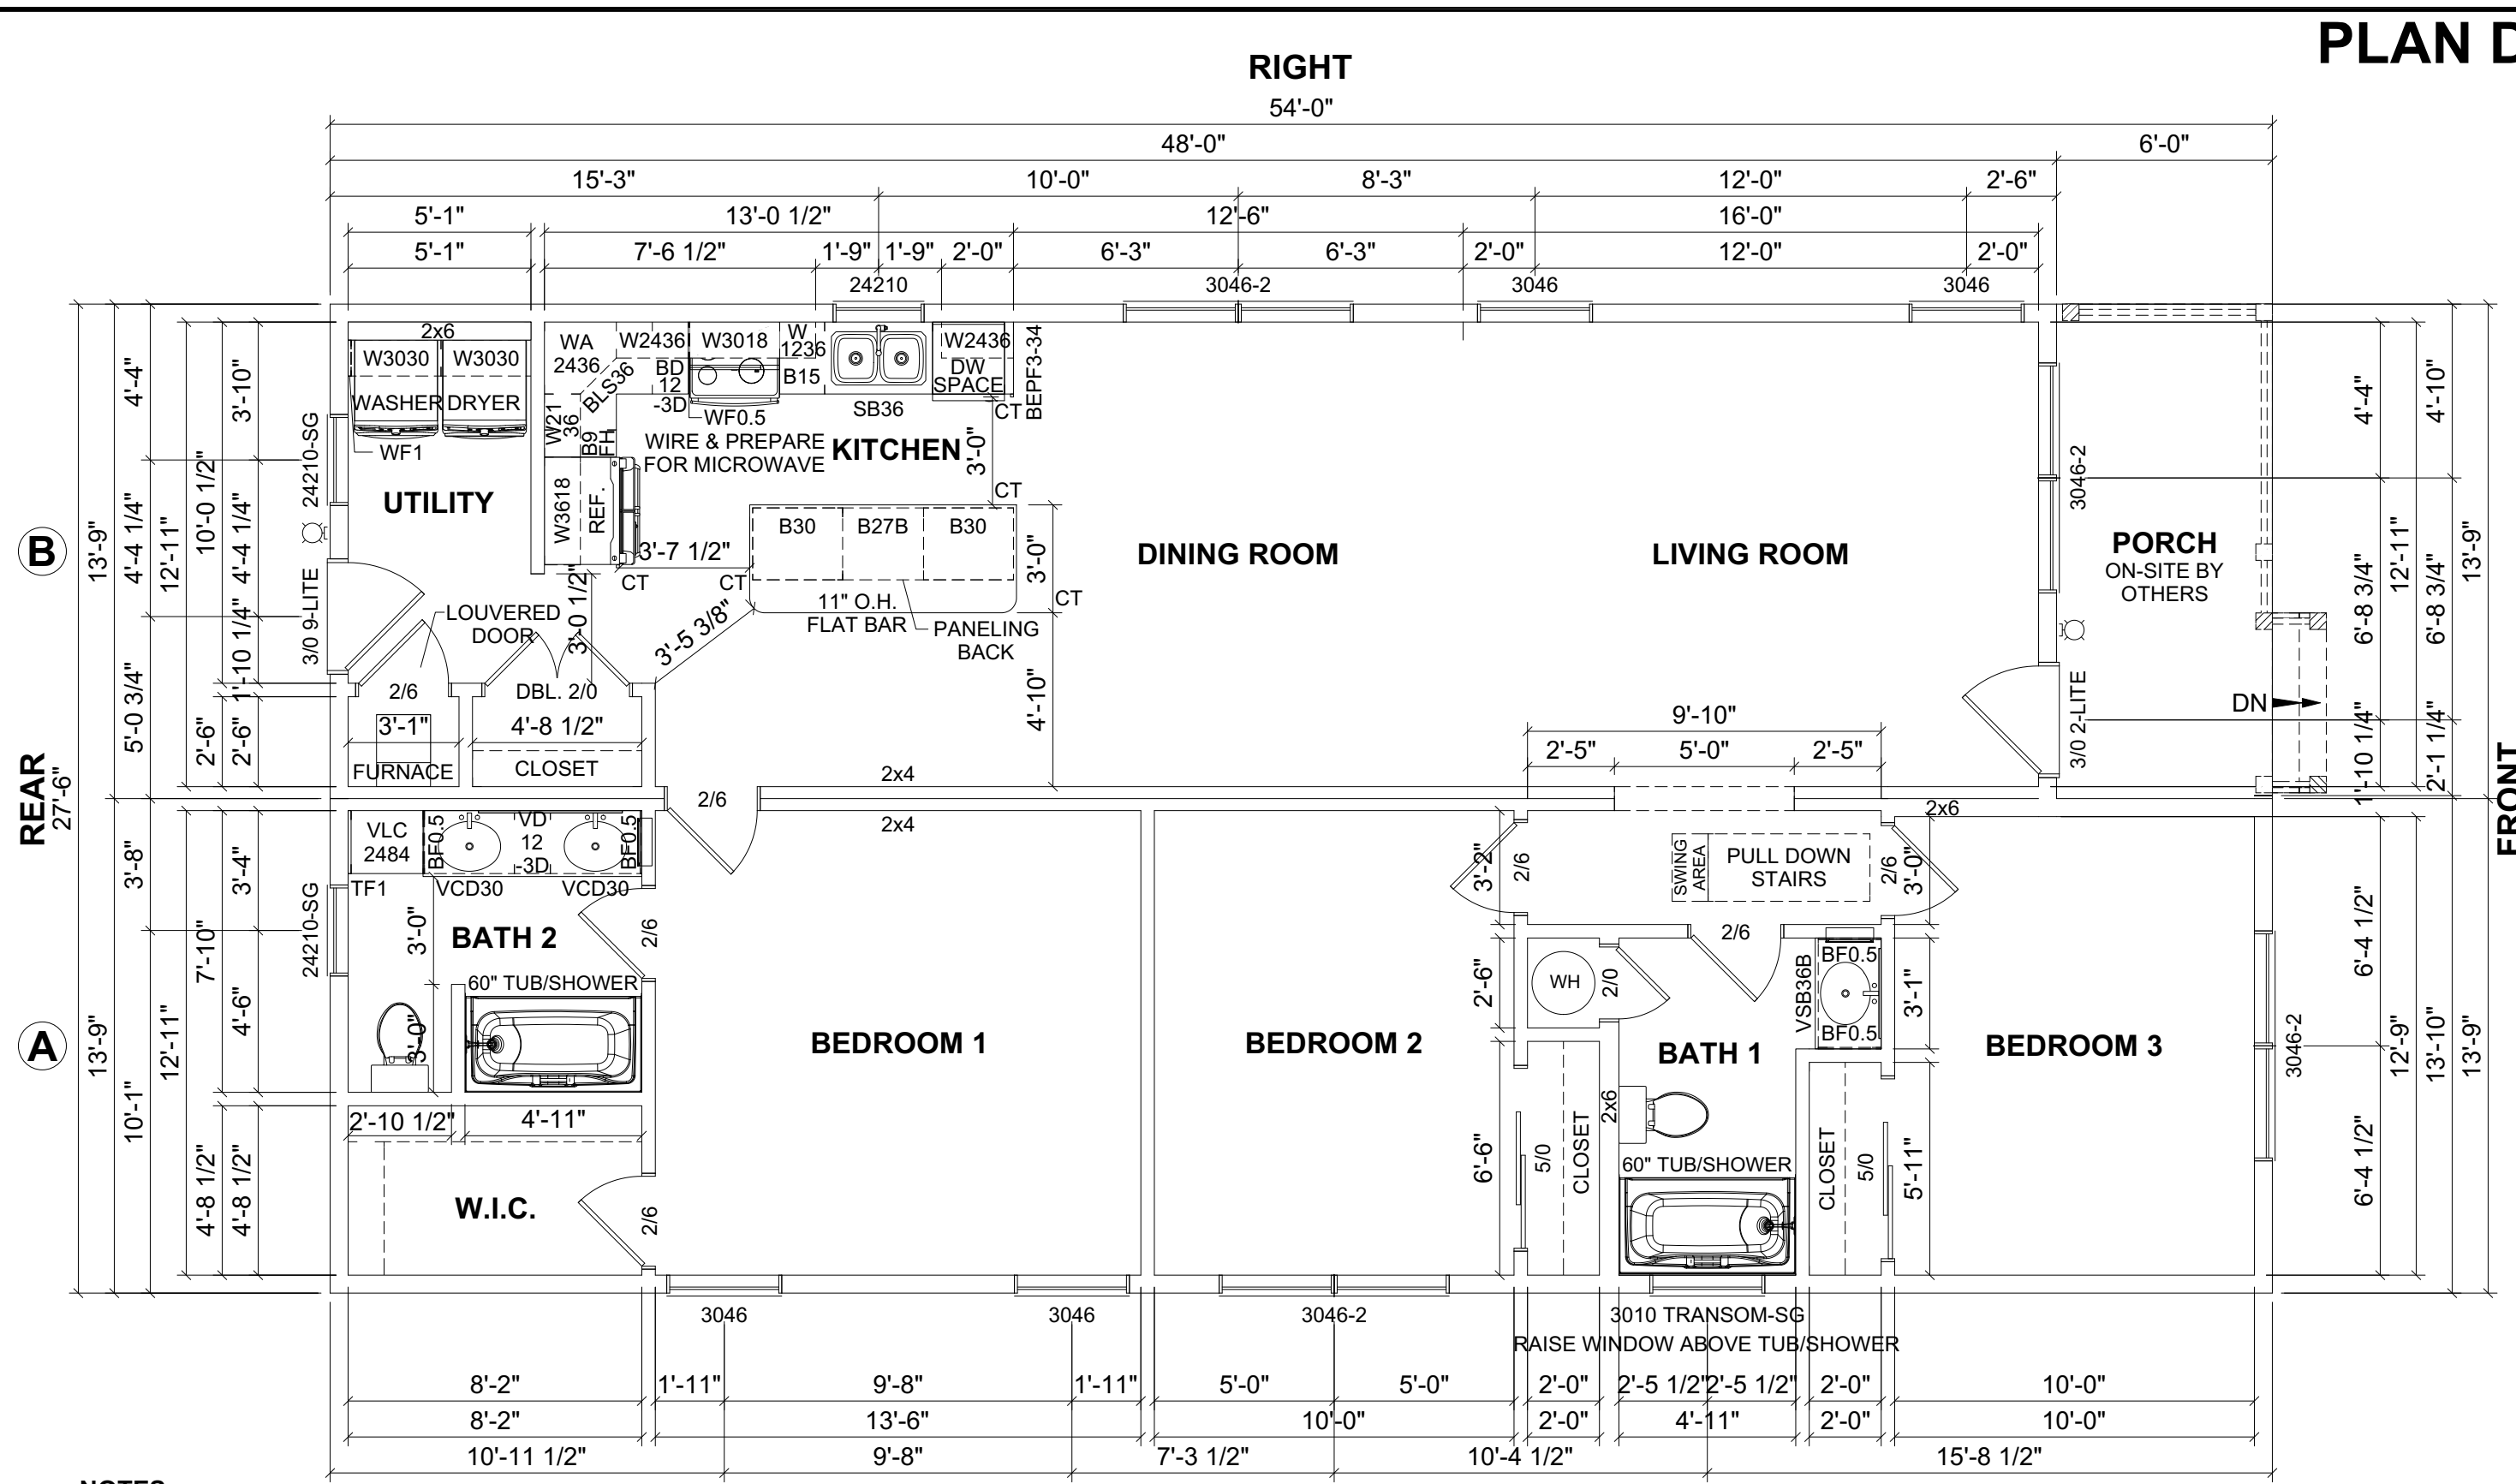 PLAN D
RIGHT
54'-0"
48'-0" 6'-0"
15'-3" 10'-0" 8'-3" 12'-0" 2'-6"
5'-1" 13'-0 1/2" 12'-6" 16'-0"
5'-1" 7'-6 1/2" 1'-9" 1'-9" 2'-0" 6'-3" 6'-3" 2'-0" 12'-0" 2'-0"
24210 3046-2 3046 3046
REAR
27'-6"
B
A
13'-9"
13'-9"
4'-4"
4'-4 1/4"
5'-0 3/4"
3'-8"
10'-1"
12'-11"
12'-11"
10'-0 1/2"
2'-6"
7'-10"
4'-8 1/2"
3'-10"
4'-4 1/4"
1'-10 1/4"
2'-6"
3'-4"
4'-6"
4'-8 1/2"
24210-SG
3/0 9-LITE
24210-SG
2x6
W3030 W3030
WASHER DRYER
WF1
UTILITY
LOUVERED
DOOR
2/6
3'-1"
FURNACE
DBL. 2/0
4'-8 1/2"
CLOSET
WA
2436
W2436
W3018
W
1236
W2436
BLS36
BD
12
-3D
B15
DW
SPACE
BEPF3-34
W21
36
B9
FH
WF0.5
SB36
CT
WIRE & PREPARE
FOR MICROWAVE
KITCHEN
3'-0"
CT
W3618
REF.
3'-7 1/2"
CT
CT
3'-0 1/2"
3'-5 3/8"
B30 B27B B30
11" O.H.
FLAT BAR
PANELING
BACK
3'-0"
CT
4'-10"
DINING ROOM
LIVING ROOM
3046-2
3/0 2-LITE
PORCH
ON-SITE BY
OTHERS
DN
4'-4"
6'-8 3/4"
1'-10 1/4"
12'-11"
4'-10"
6'-8 3/4"
2'-1 1/4"
13'-9"
FRONT
9'-10"
2'-5" 5'-0" 2'-5"
2x4
2/6
2x4
2x6
VLC
2484
BF0.5
VD
12
-3D
BF0.5
TF1 VCD30 VCD30
3'-0"
BATH 2
2/6
60" TUB/SHOWER
3'-0"
2'-10 1/2" 4'-11"
W.I.C.
2/6
BEDROOM 1
BEDROOM 2
3'-2"
2/6
SWING
AREA
PULL DOWN
STAIRS
2/6
3'-0"
2/6
2'-6"
WH
2/0
VSB36B
BF0.5
BF0.5
3'-1"
BATH 1
BEDROOM 3
6'-6"
5/0
CLOSET
2x6
60" TUB/SHOWER
CLOSET
5/0
5'-11"
3046-2
6'-4 1/2"
6'-4 1/2"
12'-9"
13'-10"
13'-9"
3046 3046 3046-2 3010 TRANSOM-SG
RAISE WINDOW ABOVE TUB/SHOWER
8'-2" 1'-11" 9'-8" 1'-11" 5'-0" 5'-0" 2'-0" 2'-5 1/2" 2'-5 1/2" 2'-0" 10'-0"
8'-2" 13'-6" 10'-0" 2'-0" 4'-11" 2'-0" 10'-0"
10'-11 1/2" 9'-8" 7'-3 1/2" 10'-4 1/2" 15'-8 1/2"
NOTES